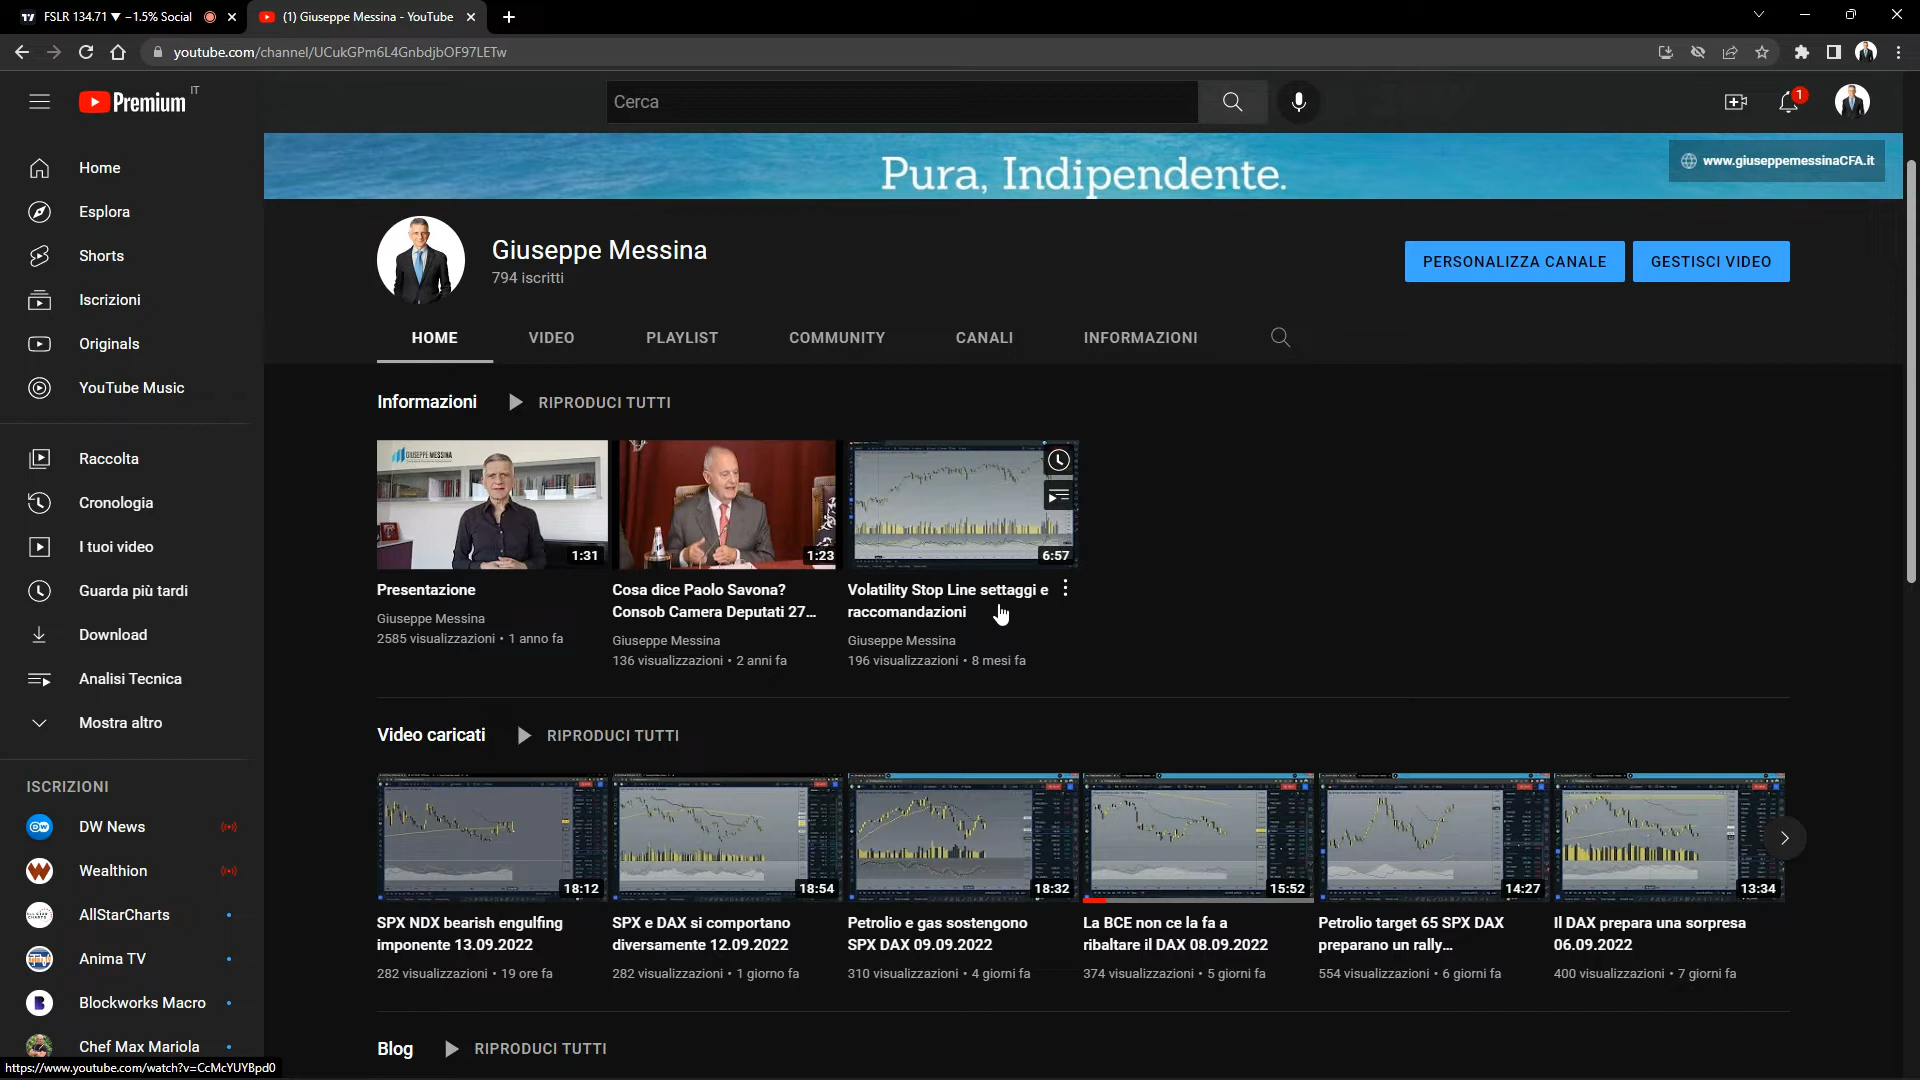 FSLR 134.71 ▼ −1.5% Social
(1) Giuseppe Messina - YouTube
youtube.com/channel/UCukGPm6L4GnbdjbOF97LETw
Premium IT
Cerca
1
Home
Esplora
Shorts
Iscrizioni
Originals
YouTube Music
Raccolta
Cronologia
I tuoi video
Guarda più tardi
Download
Analisi Tecnica
Mostra altro
ISCRIZIONI
DW News
Wealthion
AllStarCharts
Anima TV
Blockworks Macro
Chef Max Mariola
https://www.youtube.com/watch?v=CcMcYUYBpd0
Pura, Indipendente.
www.giuseppemessinaCFA.it
Giuseppe Messina
794 iscritti
PERSONALIZZA CANALE
GESTISCI VIDEO
HOME VIDEO PLAYLIST COMMUNITY CANALI INFORMAZIONI
Informazioni RIPRODUCI TUTTI
GIUSEPPE MESSINA
1:31
Presentazione
Giuseppe Messina
2585 visualizzazioni • 1 anno fa
1:23
Cosa dice Paolo Savona?
Consob Camera Deputati 27...
Giuseppe Messina
136 visualizzazioni • 2 anni fa
6:57
Volatility Stop Line settaggi e
raccomandazioni
Giuseppe Messina
196 visualizzazioni • 8 mesi fa
Video caricati RIPRODUCI TUTTI
18:12
SPX NDX bearish engulfing
imponente 13.09.2022
282 visualizzazioni • 19 ore fa
18:54
SPX e DAX si comportano
diversamente 12.09.2022
282 visualizzazioni • 1 giorno fa
18:32
Petrolio e gas sostengono
SPX DAX 09.09.2022
310 visualizzazioni • 4 giorni fa
15:52
La BCE non ce la fa a
ribaltare il DAX 08.09.2022
374 visualizzazioni • 5 giorni fa
14:27
Petrolio target 65 SPX DAX
preparano un rally...
554 visualizzazioni • 6 giorni fa
13:34
Il DAX prepara una sorpresa
06.09.2022
400 visualizzazioni • 7 giorni fa
Blog RIPRODUCI TUTTI